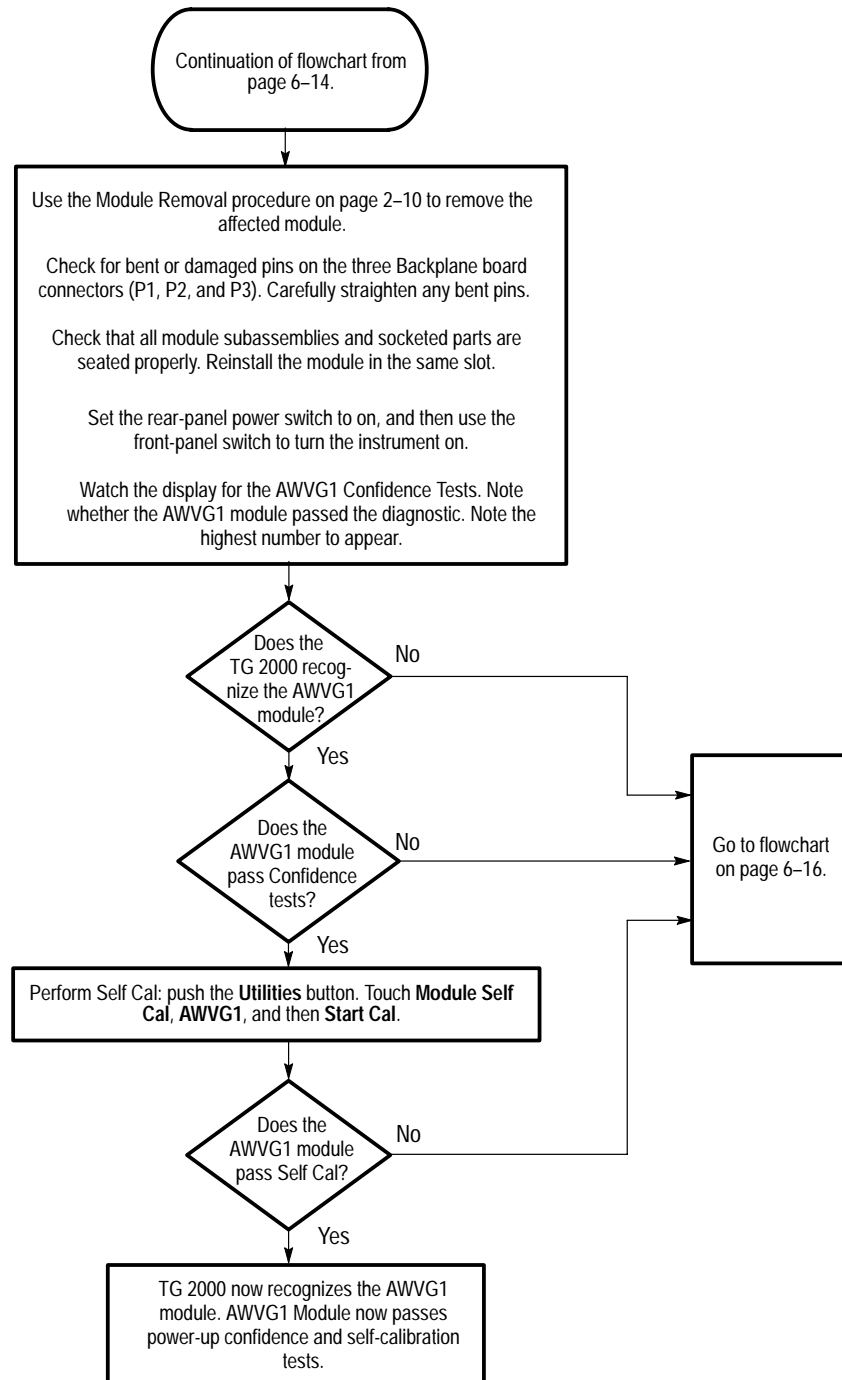 Continuation of flowchart from
page 6–14.
Use the Module Removal procedure on page 2–10 to remove the
affected module.
Check for bent or damaged pins on the three Backplane board
connectors (P1, P2, and P3). Carefully straighten any bent pins.
Check that all module subassemblies and socketed parts are
seated properly. Reinstall the module in the same slot.
Set the rear-panel power switch to on, and then use the
front-panel switch to turn the instrument on.
Watch the display for the AWVG1 Confidence Tests. Note
whether the AWVG1 module passed the diagnostic. Note the
highest number to appear.
Does the
TG 2000 recog-
nize the AWVG1
module?
No
Yes
Does the
AWVG1 module
pass Confidence
tests?
No
Go to flowchart
on page 6–16.
Yes
Perform Self Cal: push the Utilities button. Touch Module Self
Cal, AWVG1, and then Start Cal.
Does the
AWVG1 module
pass Self Cal?
No
Yes
TG 2000 now recognizes the AWVG1
module. AWVG1 Module now passes
power-up confidence and self-calibration
tests.